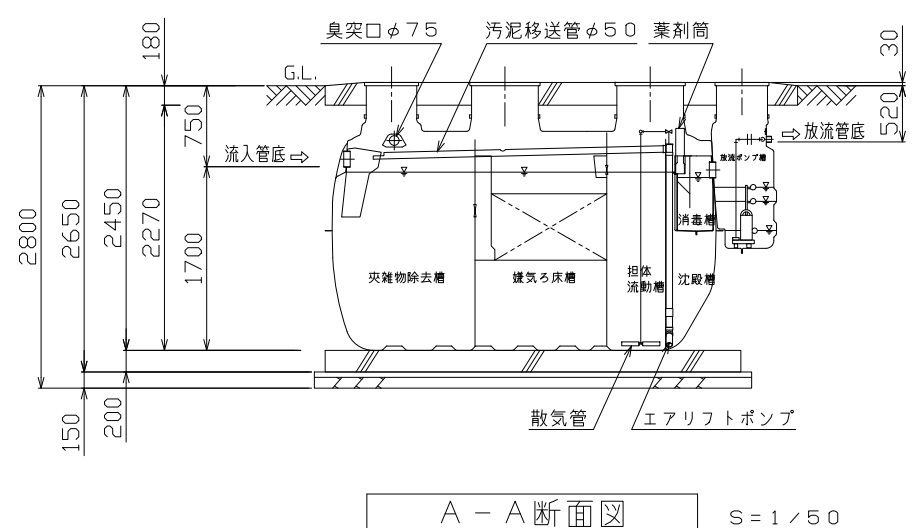 臭突口φ75
汚泥移送管φ50
薬剤筒
180
30
G.L.
750
520
放流管底
流入管底
放流ポンプ槽
2800
2650
2450
2270
1700
消毒槽
夾雑物除去槽
嫌気ろ床槽
担体
流動槽
沈殿槽
150
200
散気管
エアリフトポンプ
A-A断面図
S=1/50